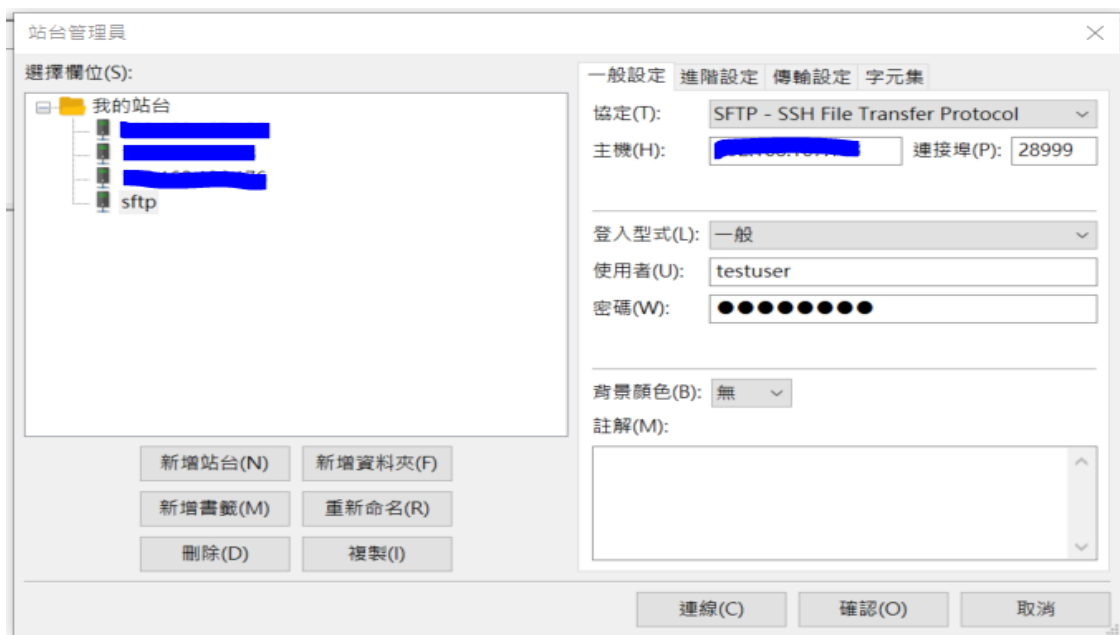 站台管理員
選擇欄位(S):
我的站台
sftp
新增站台(N) 新增資料夾(F)
新增書籤(M) 重新命名(R)
刪除(D) 複製(I)
一般設定 進階設定 傳輸設定 字元集
協定(T): SFTP - SSH File Transfer Protocol
主機(H): 連接埠(P): 28999
登入型式(L): 一般
使用者(U): testuser
密碼(W): ●●●●●●●●
背景顏色(B): 無
註解(M):
連線(C) 確認(O) 取消